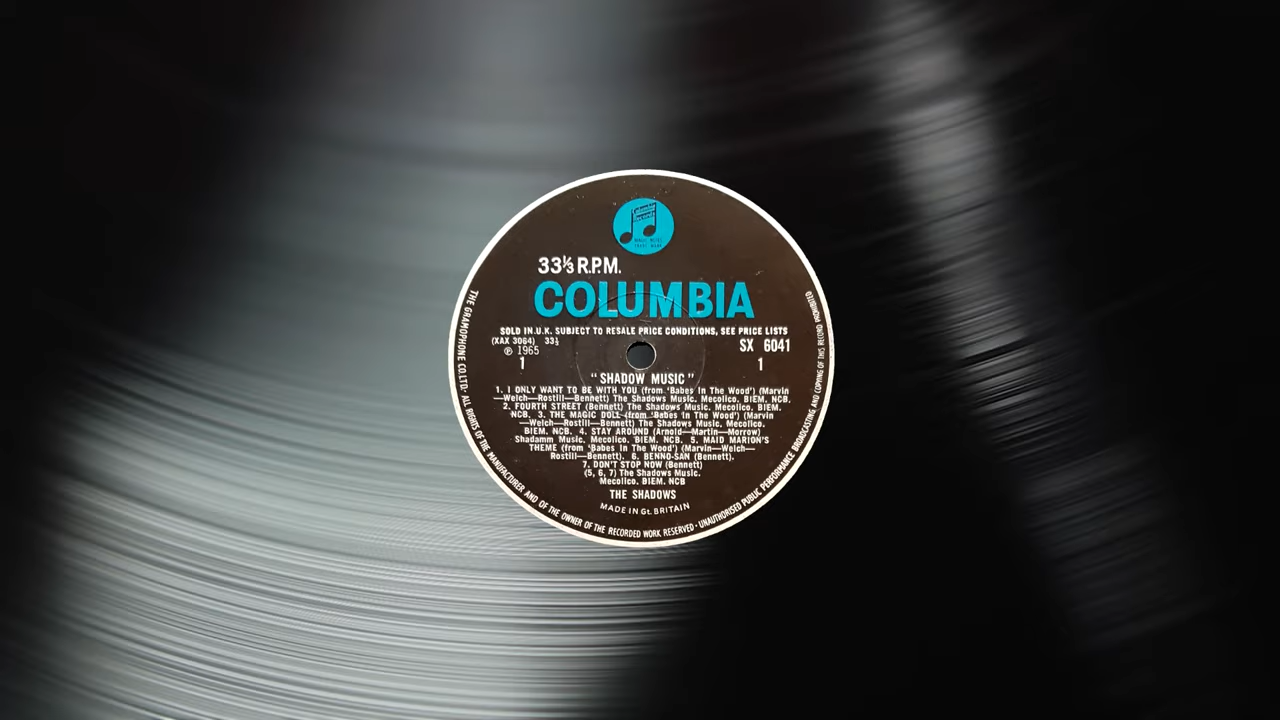 Columbia
Records
MAGIC NOTES
TRADE MARK
33⅓ R.P.M.
COLUMBIA
SOLD IN U.K. SUBJECT TO RESALE PRICE CONDITIONS, SEE PRICE LISTS
(XAX 3064) 33⅓
SX 6041
℗ 1965
1 1
“SHADOW MUSIC”
1. I ONLY WANT TO BE WITH YOU (from ‘Babes In The Wood’) (Marvin
—Welch—Rostill—Bennett) The Shadows Music. Mecolico. BIEM. NCB.
2. FOURTH STREET (Bennett) The Shadows Music. Mecolico. BIEM.
NCB. 3. THE MAGIC DOLL (from ‘Babes In The Wood’) (Marvin
—Welch—Rostill—Bennett) The Shadows Music. Mecolico.
BIEM. NCB. 4. STAY AROUND (Arnold—Martin—Morrow)
Shadamm Music. Mecolico. BIEM. NCB. 5. MAID MARION'S
THEME (from ‘Babes In The Wood’) (Marvin—Welch—
Rostill—Bennett). 6. BENNO-SAN (Bennett).
7. DON'T STOP NOW (Bennett)
(5, 6, 7) The Shadows Music.
Mecolico. BIEM. NCB
THE SHADOWS
MADE IN Gt. BRITAIN
THE GRAMOPHONE CO. LTD. · ALL RIGHTS OF THE MANUFACTURER AND OF THE OWNER OF THE RECORDED WORK RESERVED · UNAUTHORISED PUBLIC PERFORMANCE BROADCASTING AND COPYING OF THIS RECORD PROHIBITED